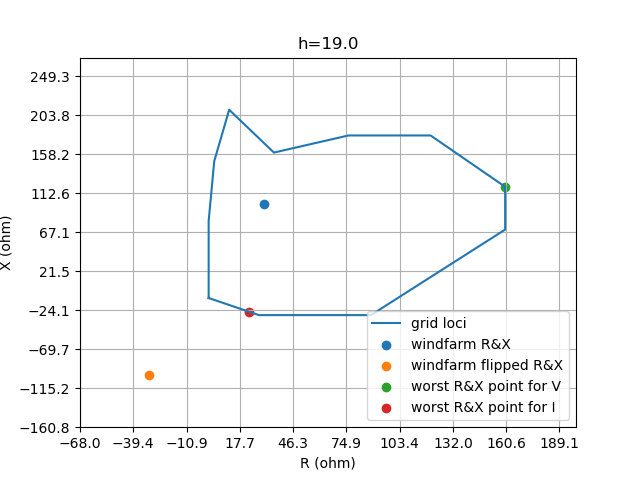 h=19.0
249.3
203.8
158.2
112.6
67.1
21.5
−24.1
−69.7
−115.2
−160.8
X (ohm)
grid loci
windfarm R&X
windfarm flipped R&X
worst R&X point for V
worst R&X point for I
−68.0 −39.4 −10.9 17.7 46.3 74.9 103.4 132.0 160.6 189.1
R (ohm)